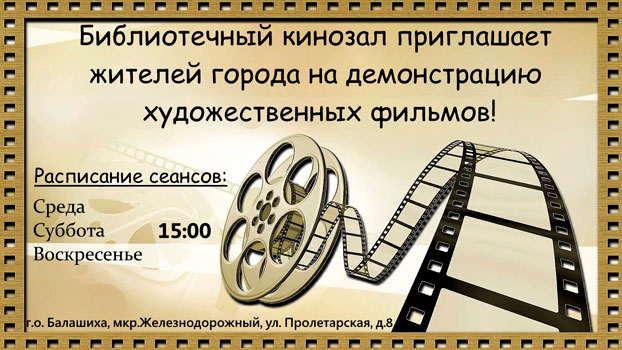 Библиотечный кинозал приглашает
жителей города на демонстрацию
художественных фильмов!
Расписание сеансов:
Среда
Суббота 15:00
Воскресенье
г.о. Балашиха, мкр.Железнодорожный, ул. Пролетарская, д.8